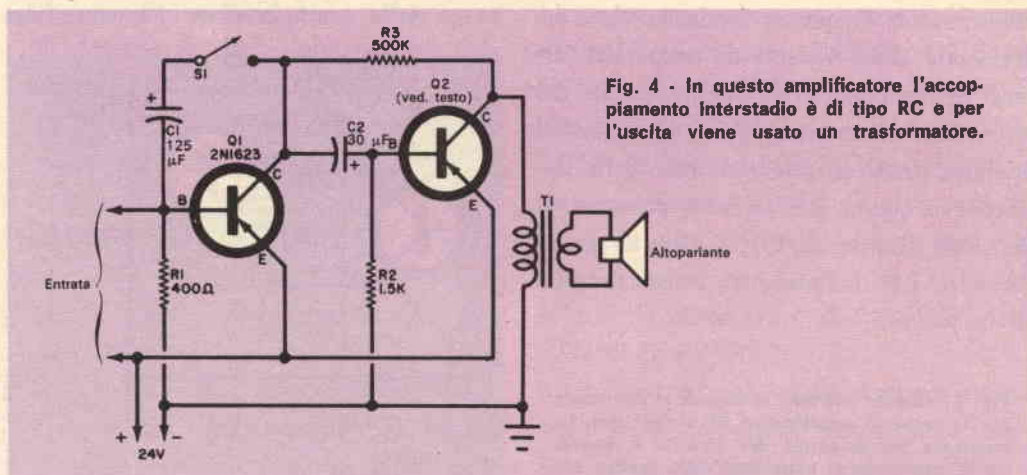 R3
500K
S1
Q2
(ved. testo)
C
Fig. 4 - In questo amplificatore l'accop-
piamento interstadio è di tipo RC e per
l'uscita viene usato un trasformatore.
+
C1
125
µF
Q1
2N1623
C2
30 µF
+
B
C
E
B
E
T1
Altoparlante
Entrata
R1
400Ω
R2
1.5K
+ -
24V